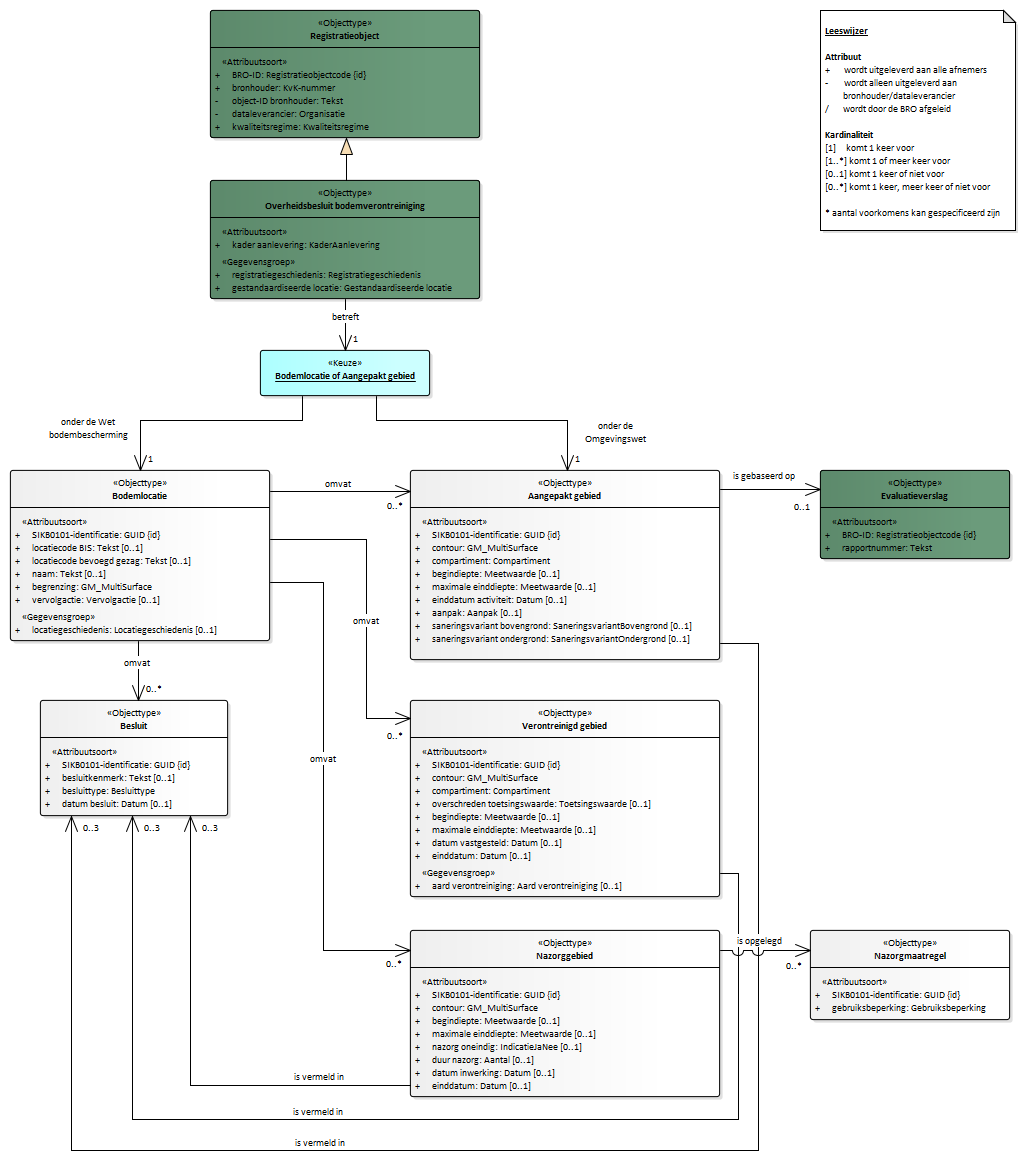 «Objecttype»
Registratieobject
«Attribuutsoort»
+ BRO-ID: Registratieobjectcode {id}
+ bronhouder: KvK-nummer
- object-ID bronhouder: Tekst
- dataleverancier: Organisatie
+ kwaliteitsregime: Kwaliteitsregime
Leeswijzer
Attribuut
+ wordt uitgeleverd aan alle afnemers
- wordt alleen uitgeleverd aan
bronhouder/dataleverancier
/ wordt door de BRO afgeleid
Kardinaliteit
[1] komt 1 keer voor
[1..*] komt 1 of meer keer voor
[0..1] komt 1 keer of niet voor
[0..*] komt 1 keer, meer keer of niet voor
* aantal voorkomens kan gespecificeerd zijn
«Objecttype»
Overheidsbesluit bodemverontreiniging
«Attribuutsoort»
+ kader aanlevering: KaderAanlevering
«Gegevensgroep»
+ registratiegeschiedenis: Registratiegeschiedenis
+ gestandaardiseerde locatie: Gestandaardiseerde locatie
betreft
1
«Keuze»
Bodemlocatie of Aangepakt gebied
onder de Wet
bodembescherming
1
onder de
Omgevingswet
1
«Objecttype»
Bodemlocatie
«Attribuutsoort»
+ SIKB0101-identificatie: GUID {id}
+ locatiecode BIS: Tekst [0..1]
+ locatiecode bevoegd gezag: Tekst [0..1]
+ naam: Tekst [0..1]
+ begrenzing: GM_MultiSurface
+ vervolgactie: Vervolgactie [0..1]
«Gegevensgroep»
+ locatiegeschiedenis: Locatiegeschiedenis [0..1]
omvat
0..*
«Objecttype»
Aangepakt gebied
«Attribuutsoort»
+ SIKB0101-identificatie: GUID {id}
+ contour: GM_MultiSurface
+ compartiment: Compartiment
+ begindiepte: Meetwaarde [0..1]
+ maximale einddiepte: Meetwaarde [0..1]
+ einddatum activiteit: Datum [0..1]
+ aanpak: Aanpak [0..1]
+ saneringsvariant bovengrond: SaneringsvariantBovengrond [0..1]
+ saneringsvariant ondergrond: SaneringsvariantOndergrond [0..1]
is gebaseerd op
0..1
«Objecttype»
Evaluatieverslag
«Attribuutsoort»
+ BRO-ID: Registratieobjectcode {id}
+ rapportnummer: Tekst
omvat
0..*
omvat
0..*
omvat
0..*
«Objecttype»
Besluit
«Attribuutsoort»
+ SIKB0101-identificatie: GUID {id}
+ besluitkenmerk: Tekst [0..1]
+ besluittype: Besluittype
+ datum besluit: Datum [0..1]
0..3
0..3
0..3
«Objecttype»
Verontreinigd gebied
«Attribuutsoort»
+ SIKB0101-identificatie: GUID {id}
+ contour: GM_MultiSurface
+ compartiment: Compartiment
+ overschreden toetsingswaarde: Toetsingswaarde [0..1]
+ begindiepte: Meetwaarde [0..1]
+ maximale einddiepte: Meetwaarde [0..1]
+ datum vastgesteld: Datum [0..1]
+ einddatum: Datum [0..1]
«Gegevensgroep»
+ aard verontreiniging: Aard verontreiniging [0..1]
«Objecttype»
Nazorggebied
«Attribuutsoort»
+ SIKB0101-identificatie: GUID {id}
+ contour: GM_MultiSurface
+ begindiepte: Meetwaarde [0..1]
+ maximale einddiepte: Meetwaarde [0..1]
+ nazorg oneindig: IndicatieJaNee [0..1]
+ duur nazorg: Aantal [0..1]
+ datum inwerking: Datum [0..1]
+ einddatum: Datum [0..1]
is opgelegd
0..*
«Objecttype»
Nazorgmaatregel
«Attribuutsoort»
+ SIKB0101-identificatie: GUID {id}
+ gebruiksbeperking: Gebruiksbeperking
is vermeld in
is vermeld in
is vermeld in